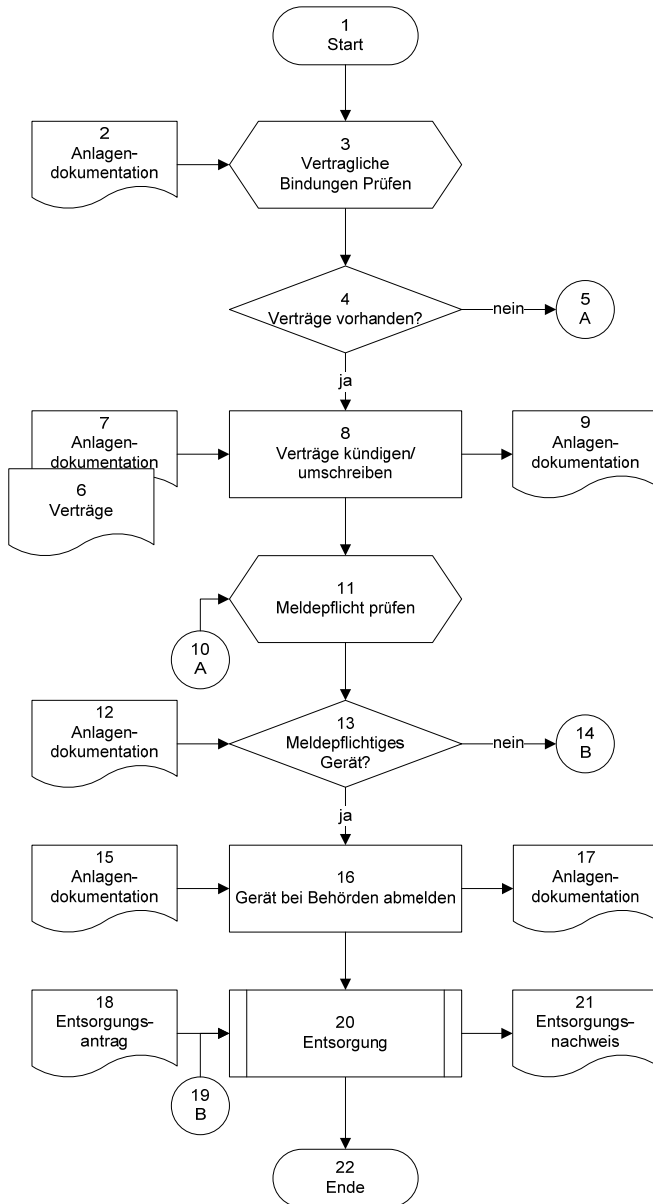 1
Start
2
Anlagen-
dokumentation
3
Vertragliche
Bindungen Prüfen
4
Verträge vorhanden?
nein
5
A
ja
7
Anlagen-
dokumentation
6
Verträge
8
Verträge kündigen/
umschreiben
9
Anlagen-
dokumentation
10
A
11
Meldepflicht prüfen
12
Anlagen-
dokumentation
13
Meldepflichtiges
Gerät?
nein
14
B
ja
15
Anlagen-
dokumentation
16
Gerät bei Behörden abmelden
17
Anlagen-
dokumentation
18
Entsorgungs-
antrag
19
B
20
Entsorgung
21
Entsorgungs-
nachweis
22
Ende